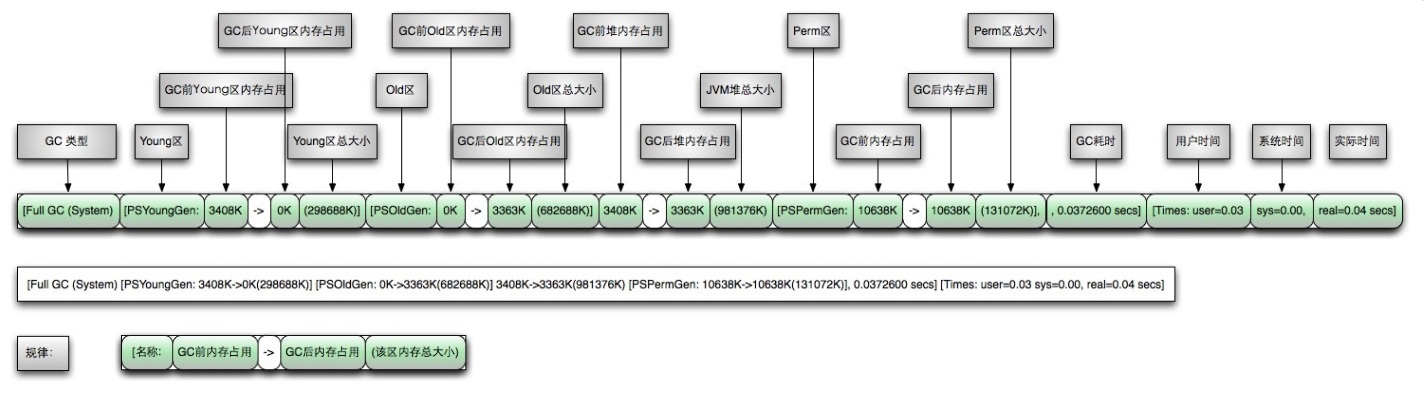 GC后Young区内存占用 GC前Old区内存占用 GC前堆内存占用 Perm区 Perm区总大小
GC前Young区内存占用 Old区 Old区总大小 JVM堆总大小 GC后内存占用
GC 类型 Young区 Young区总大小 GC后Old区内存占用 GC后堆内存占用 GC前内存占用 GC耗时 用户时间 系统时间 实际时间
[Full GC (System) [PSYoungGen: 3408K -> 0K (298688K)] [PSOldGen: 0K -> 3363K (682688K)] 3408K -> 3363K (981376K) [PSPermGen: 10638K -> 10638K (131072K)], , 0.0372600 secs] [Times: user=0.03 sys=0.00, real=0.04 secs]
[Full GC (System) [PSYoungGen: 3408K->0K(298688K)] [PSOldGen: 0K->3363K(682688K)] 3408K->3363K(981376K) [PSPermGen: 10638K->10638K(131072K)], 0.0372600 secs] [Times: user=0.03 sys=0.00, real=0.04 secs]
规律: [名称: GC前内存占用 -> GC后内存占用 (该区内存总大小)